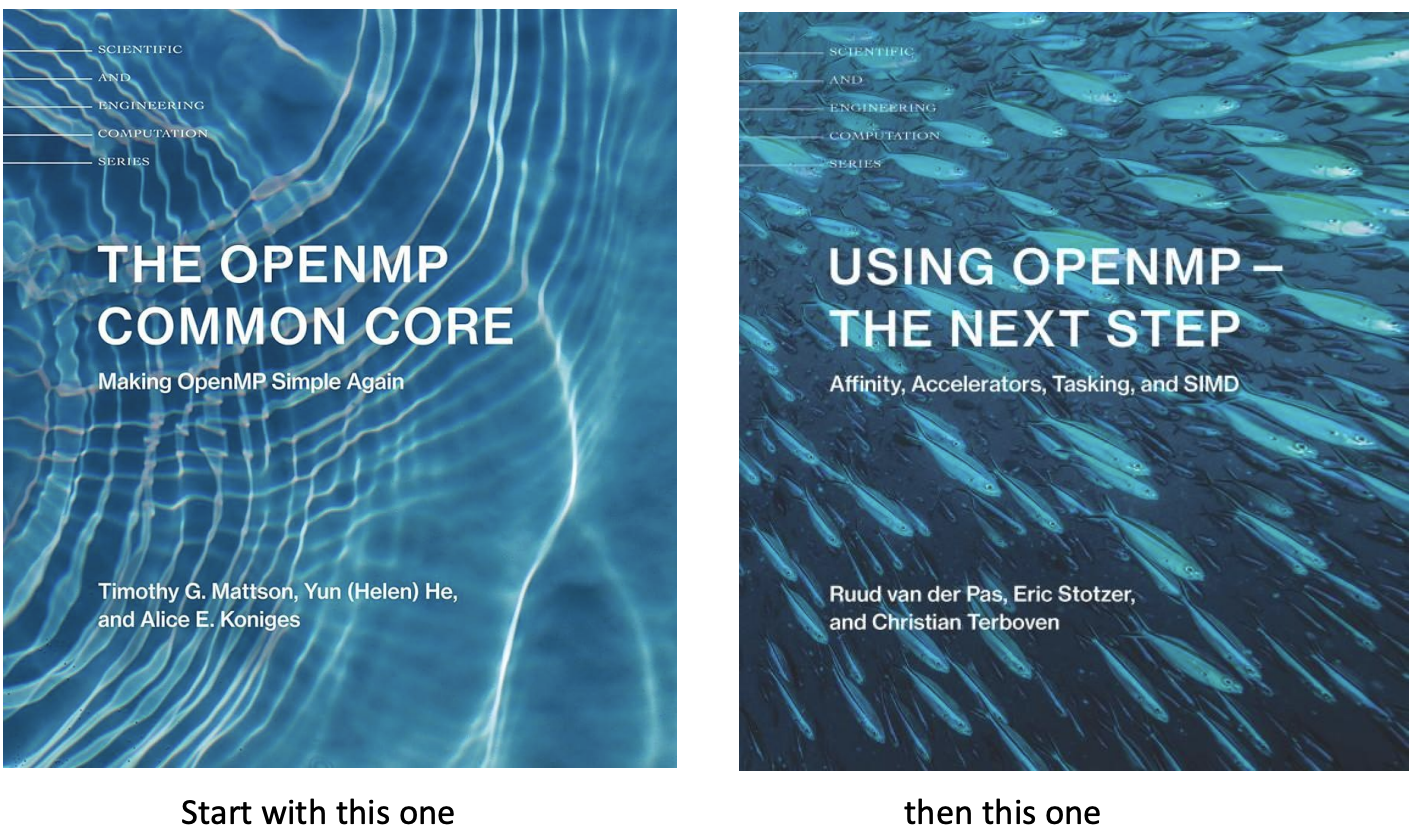 SCIENTIFIC
AND
ENGINEERING
COMPUTATION
SERIES
THE OPENMP
COMMON CORE
Making OpenMP Simple Again
Timothy G. Mattson, Yun (Helen) He,
and Alice E. Koniges
Start with this one
SCIENTIFIC
AND
ENGINEERING
COMPUTATION
SERIES
USING OPENMP –
THE NEXT STEP
Affinity, Accelerators, Tasking, and SIMD
Ruud van der Pas, Eric Stotzer,
and Christian Terboven
then this one